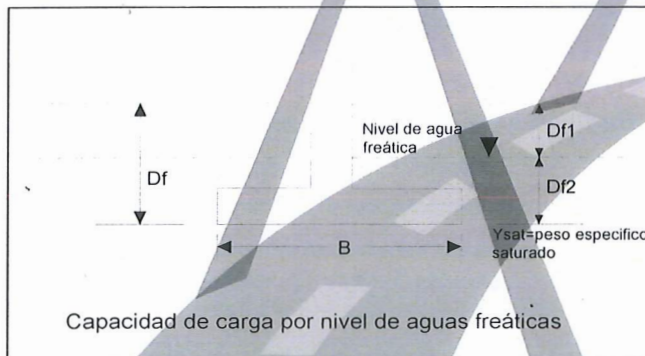 Nivel de agua
freática
Df
Df1
Df2
B
Ysat=peso especifico
saturado
Capacidad de carga por nivel de aguas freáticas